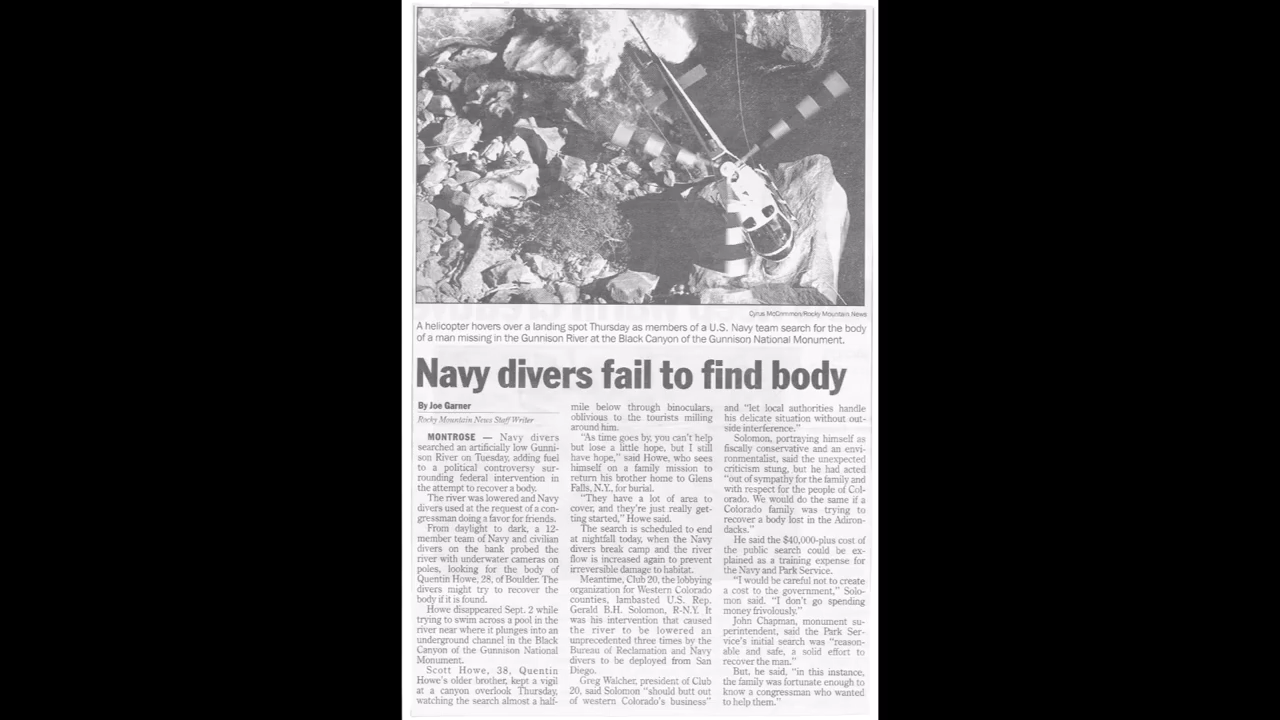 Cyrus McCrimmon/Rocky Mountain News
A helicopter hovers over a landing spot Thursday as members of a U.S. Navy team search for the body
of a man missing in the Gunnison River at the Black Canyon of the Gunnison National Monument.
Navy divers fail to find body
By Joe Garner
Rocky Mountain News Staff Writer
MONTROSE — Navy divers
searched an artificially low Gunni-
son River on Tuesday, adding fuel
to a political controversy sur-
rounding federal intervention in
the attempt to recover a body.
The river was lowered and Navy
divers used at the request of a con-
gressman doing a favor for friends.
From daylight to dark, a 12-
member team of Navy and civilian
divers on the bank probed the
river with underwater cameras on
poles, looking for the body of
Quentin Howe, 28, of Boulder. The
divers might try to recover the
body if it is found.
Howe disappeared Sept. 2 while
trying to swim across a pool in the
river near where it plunges into an
underground channel in the Black
Canyon of the Gunnison National
Monument.
Scott Howe, 38, Quentin
Howe's older brother, kept a vigil
at a canyon overlook Thursday,
watching the search almost a half-
mile below through binoculars,
oblivious to the tourists milling
around him.
"As time goes by, you can't help
but lose a little hope, but I still
have hope," said Howe, who sees
himself on a family mission to
return his brother home to Glens
Falls, N.Y., for burial.
"They have a lot of area to
cover, and they're just really get-
ting started," Howe said.
The search is scheduled to end
at nightfall today, when the Navy
divers break camp and the river
flow is increased again to prevent
irreversible damage to habitat.
Meantime, Club 20, the lobbying
organization for Western Colorado
counties, lambasted U.S. Rep.
Gerald B.H. Solomon, R-N.Y. It
was his intervention that caused
the river to be lowered an
unprecedented three times by the
Bureau of Reclamation and Navy
divers to be deployed from San
Diego.
Greg Walcher, president of Club
20, said Solomon "should butt out
of western Colorado's business"
and "let local authorities handle
his delicate situation without out-
side interference."
Solomon, portraying himself as
fiscally conservative and an envi-
ronmentalist, said the unexpected
criticism stung, but he had acted
"out of sympathy for the family and
with respect for the people of Col-
orado. We would do the same if a
Colorado family was trying to
recover a body lost in the Adiron-
dacks."
He said the $40,000-plus cost of
the public search could be ex-
plained as a training expense for
the Navy and Park Service.
"I would be careful not to create
a cost to the government," Solo-
mon said. "I don't go spending
money frivolously."
John Chapman, monument su-
perintendent, said the Park Ser-
vice's initial search was "reason-
able and safe, a solid effort to
recover the man."
But, he said, "in this instance,
the family was fortunate enough to
know a congressman who wanted
to help them."